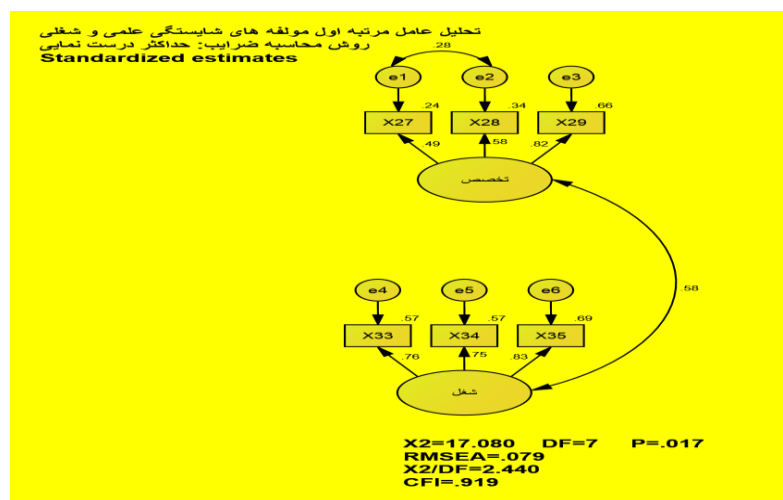 تحلیل عامل مرتبه اول مولفه های شایستگی علمی و شغلی
روش محاسبه ضرایب: حداکثر درست نمایی
Standardized estimates
.28
e1 e2 e3
.24 .34 .66
X27 X28 X29
.49 .58 .82
تخصص
.58
e4 e5 e6
.57 .57 .69
X33 X34 X35
.76 .75 .83
شغل
X2=17.080 DF=7 P=.017
RMSEA=.079
X2/DF=2.440
CFI=.919